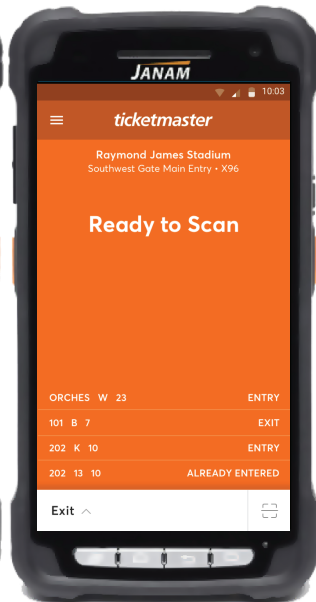 JANAM
10:03
ticketmaster
Raymond James Stadium
Southwest Gate Main Entry • X96
Ready to Scan
ORCHES W 23 ENTRY
101 B 7 EXIT
202 K 10 ENTRY
202 13 10 ALREADY ENTERED
Exit